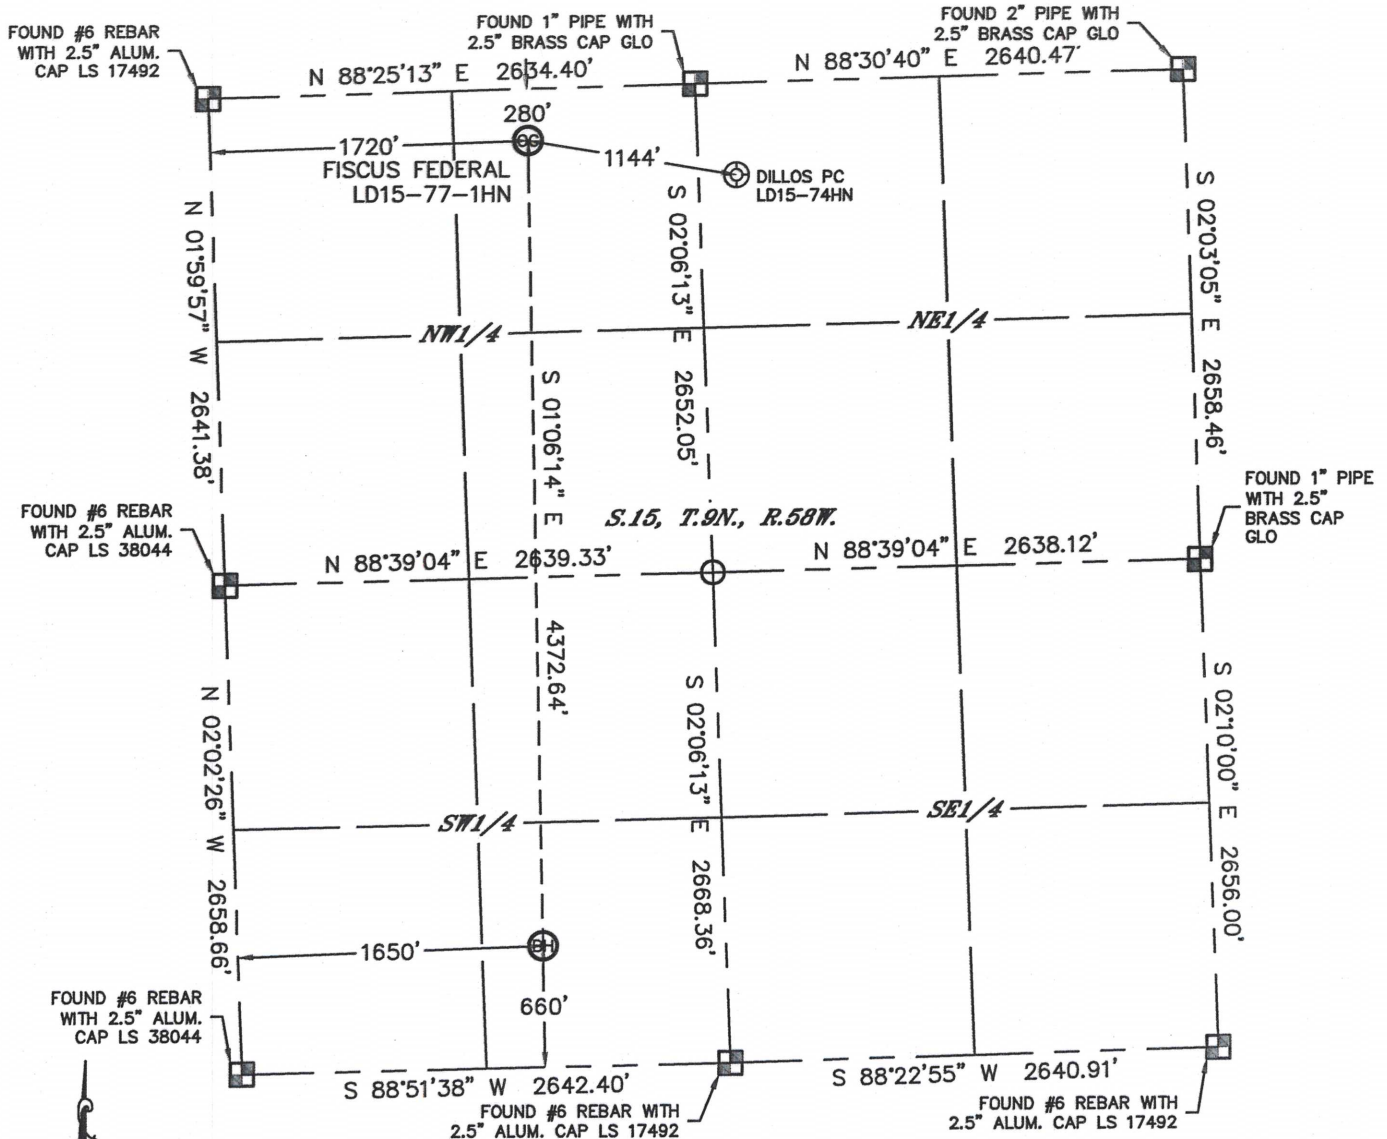 FOUND #6 REBAR
WITH 2.5" ALUM.
CAP LS 17492
FOUND 1" PIPE WITH
2.5" BRASS CAP GLO
FOUND 2" PIPE WITH
2.5" BRASS CAP GLO
N 88°25'13" E 2634.40'
N 88°30'40" E 2640.47'
280'
1720'
OG
1144'
FISCUS FEDERAL
LD15-77-1HN
DILLOS PC
LD15-74HN
N 01°59'57" W 2641.38'
S 02°06'13" E 2652.05'
S 02°03'05" E 2658.46'
NW1/4
NE1/4
S 01°06'14" E 4372.64'
FOUND #6 REBAR
WITH 2.5" ALUM.
CAP LS 38044
S.15, T.9N., R.58W.
FOUND 1" PIPE
WITH 2.5"
BRASS CAP
GLO
N 88°39'04" E 2639.33'
N 88°39'04" E 2638.12'
N 02°02'26" W 2658.66'
S 02°06'13" E 2668.36'
S 02°10'00" E 2656.00'
SW1/4
SE1/4
1650'
BH
660'
FOUND #6 REBAR
WITH 2.5" ALUM.
CAP LS 38044
S 88°51'38" W 2642.40'
S 88°22'55" W 2640.91'
FOUND #6 REBAR WITH
2.5" ALUM. CAP LS 17492
FOUND #6 REBAR WITH
2.5" ALUM. CAP LS 17492